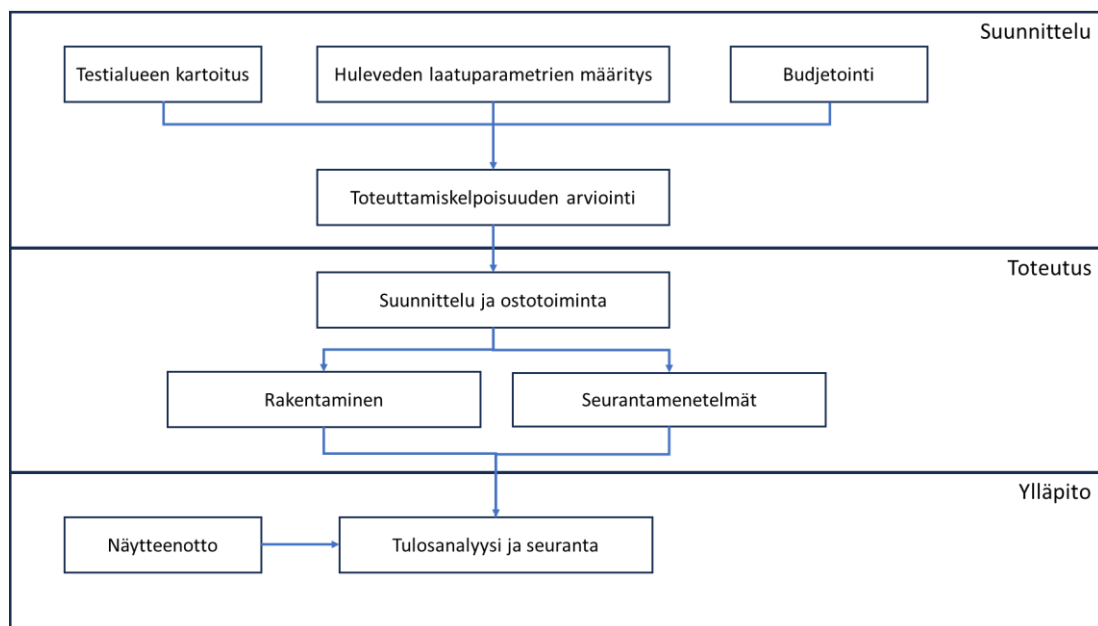 Suunnittelu
Testialueen kartoitus
Huleveden laatuparametrien määritys
Budjetointi
Toteuttamiskelpoisuuden arviointi
Toteutus
Suunnittelu ja ostotoiminta
Rakentaminen
Seurantamenetelmät
Ylläpito
Näytteenotto
Tulosanalyysi ja seuranta